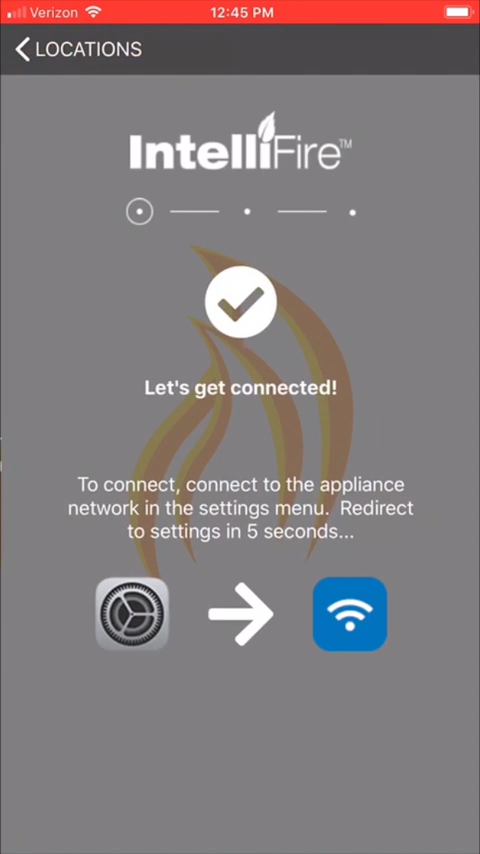 Verizon 12:45 PM
LOCATIONS
IntelliFire™
Let's get connected!
To connect, connect to the appliance
network in the settings menu. Redirect
to settings in 5 seconds...